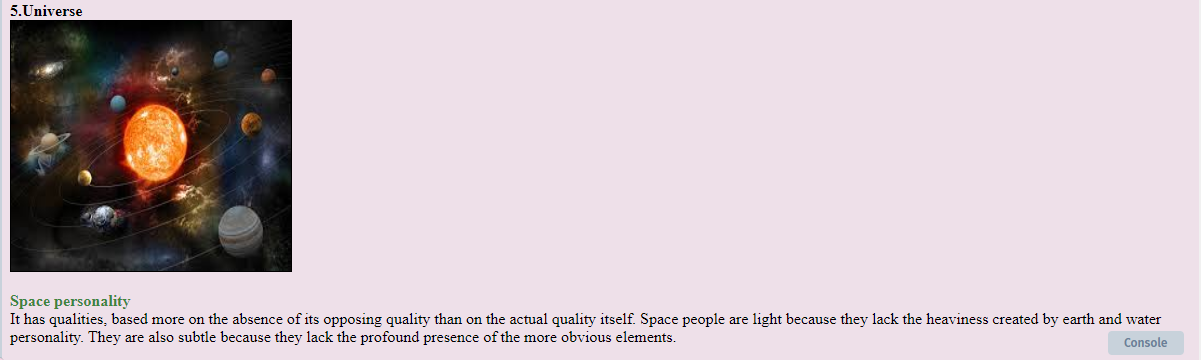 5.Universe
Space personality
It has qualities, based more on the absence of its opposing quality than on the actual quality itself. Space people are light because they lack the heaviness created by earth and water
personality. They are also subtle because they lack the profound presence of the more obvious elements.
Console